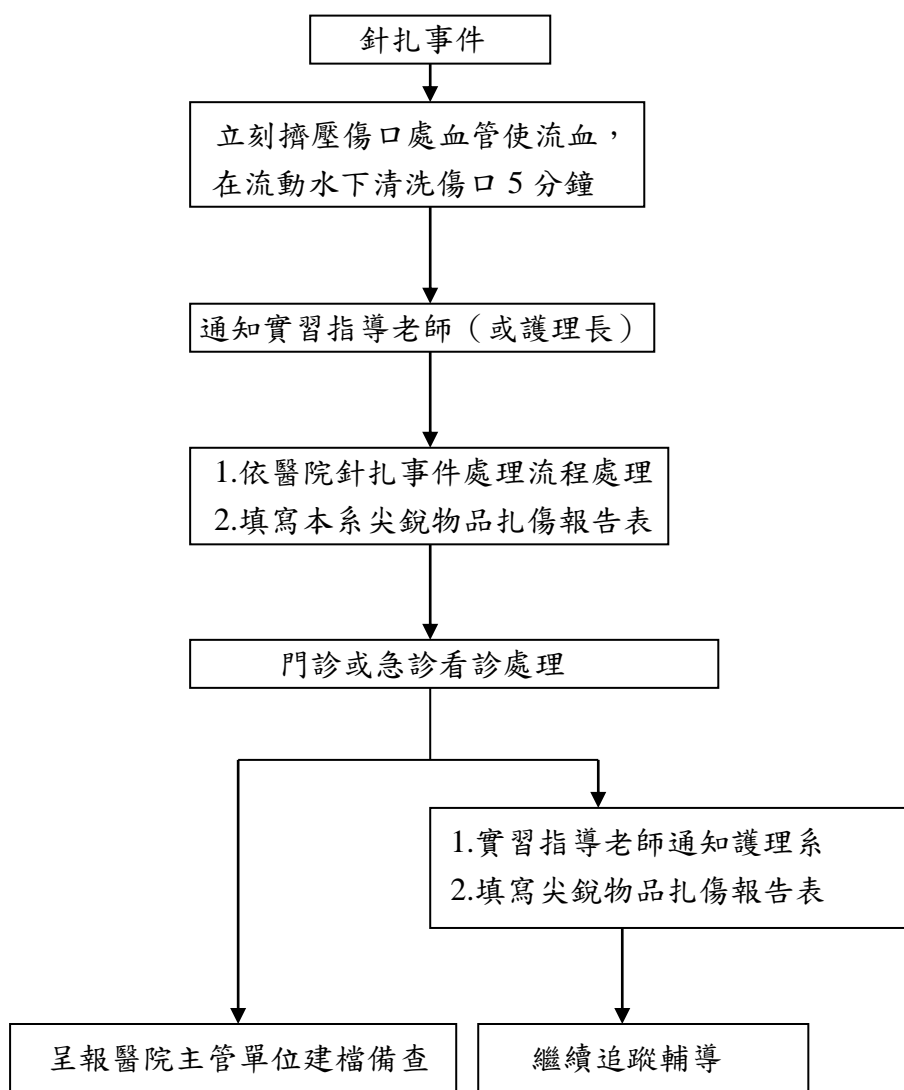 針扎事件
立刻擠壓傷口處血管使流血，
在流動水下清洗傷口 5 分鐘
通知實習指導老師（或護理長）
1.依醫院針扎事件處理流程處理
2.填寫本系尖銳物品扎傷報告表
門診或急診看診處理
1.實習指導老師通知護理系
2.填寫尖銳物品扎傷報告表
呈報醫院主管單位建檔備查
繼續追蹤輔導